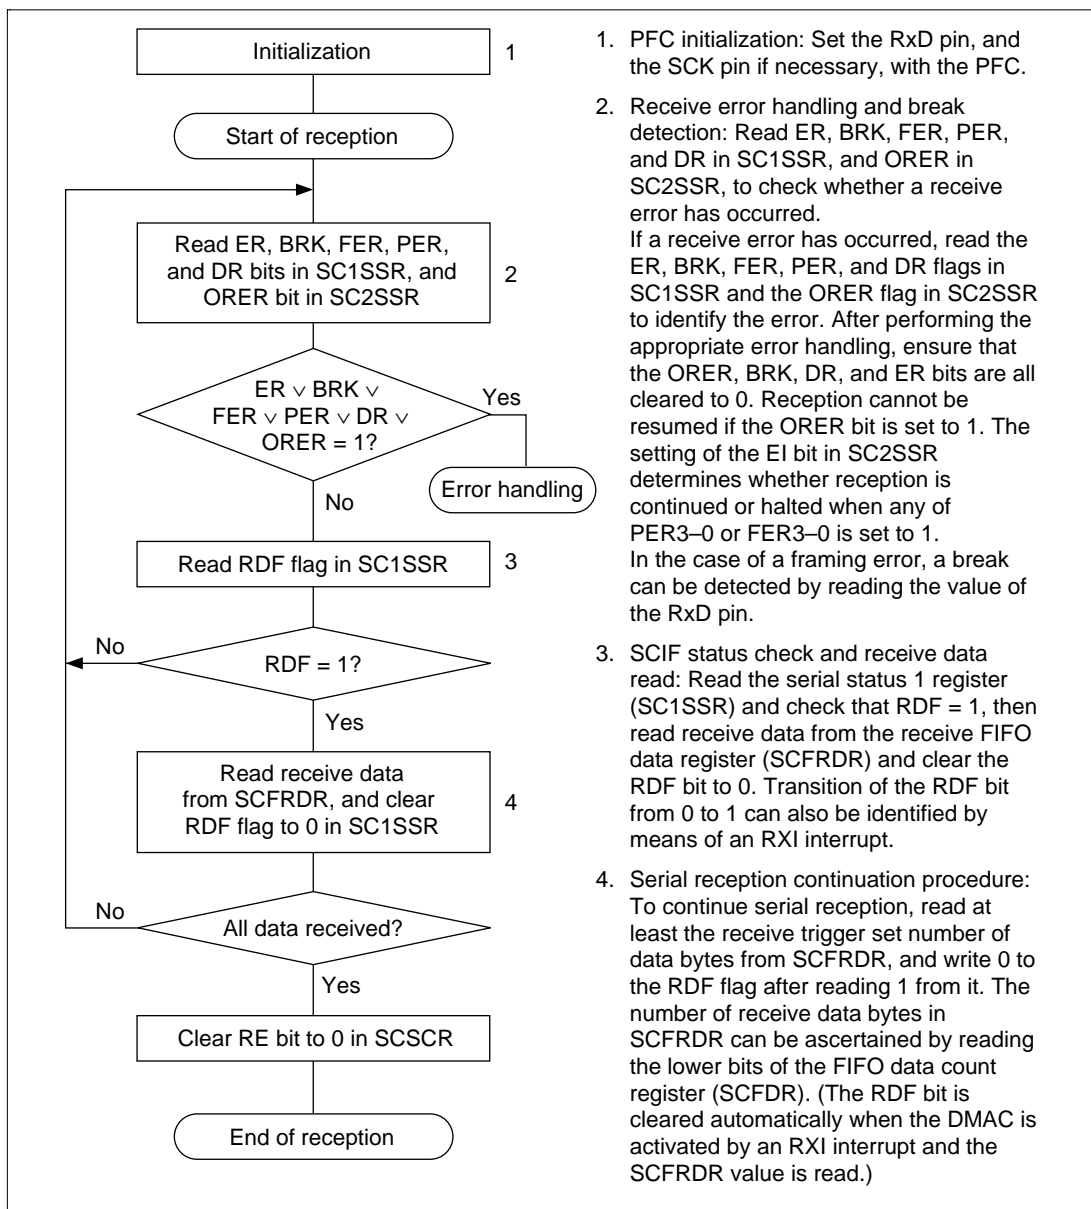 Initialization
1
Start of reception
Read ER, BRK, FER, PER,
and DR bits in SC1SSR, and
ORER bit in SC2SSR
2
ER ∨ BRK ∨
FER ∨ PER ∨ DR ∨
ORER = 1?
Yes
Error handling
No
Read RDF flag in SC1SSR
3
No
RDF = 1?
Yes
Read receive data
from SCFRDR, and clear
RDF flag to 0 in SC1SSR
4
No
All data received?
Yes
Clear RE bit to 0 in SCSCR
End of reception
1. PFC initialization: Set the RxD pin, and
the SCK pin if necessary, with the PFC.
2. Receive error handling and break
detection: Read ER, BRK, FER, PER,
and DR in SC1SSR, and ORER in
SC2SSR, to check whether a receive
error has occurred.
If a receive error has occurred, read the
ER, BRK, FER, PER, and DR flags in
SC1SSR and the ORER flag in SC2SSR
to identify the error. After performing the
appropriate error handling, ensure that
the ORER, BRK, DR, and ER bits are all
cleared to 0. Reception cannot be
resumed if the ORER bit is set to 1. The
setting of the EI bit in SC2SSR
determines whether reception is
continued or halted when any of
PER3–0 or FER3–0 is set to 1.
In the case of a framing error, a break
can be detected by reading the value of
the RxD pin.
3. SCIF status check and receive data
read: Read the serial status 1 register
(SC1SSR) and check that RDF = 1, then
read receive data from the receive FIFO
data register (SCFRDR) and clear the
RDF bit to 0. Transition of the RDF bit
from 0 to 1 can also be identified by
means of an RXI interrupt.
4. Serial reception continuation procedure:
To continue serial reception, read at
least the receive trigger set number of
data bytes from SCFRDR, and write 0 to
the RDF flag after reading 1 from it. The
number of receive data bytes in
SCFRDR can be ascertained by reading
the lower bits of the FIFO data count
register (SCFDR). (The RDF bit is
cleared automatically when the DMAC is
activated by an RXI interrupt and the
SCFRDR value is read.)